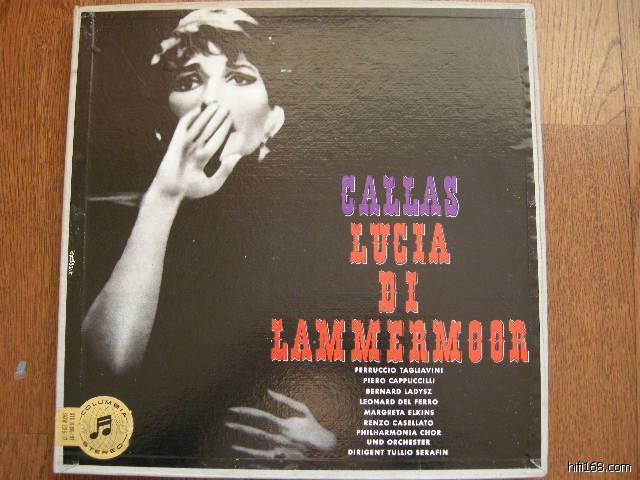 CALLAS
LUCIA
DI
LAMMERMOOR
FERRUCCIO TAGLIAVINI
PIERO CAPPUCCILLI
BERNARD LADYSZ
LEONARD DEL FERRO
MARGRETA ELKINS
RENZO CASELLATO
PHILHARMONIA CHOR
UND ORCHESTER
DIRIGENT TULLIO SERAFIN
COLUMBIA
STEREO
hifi168.com